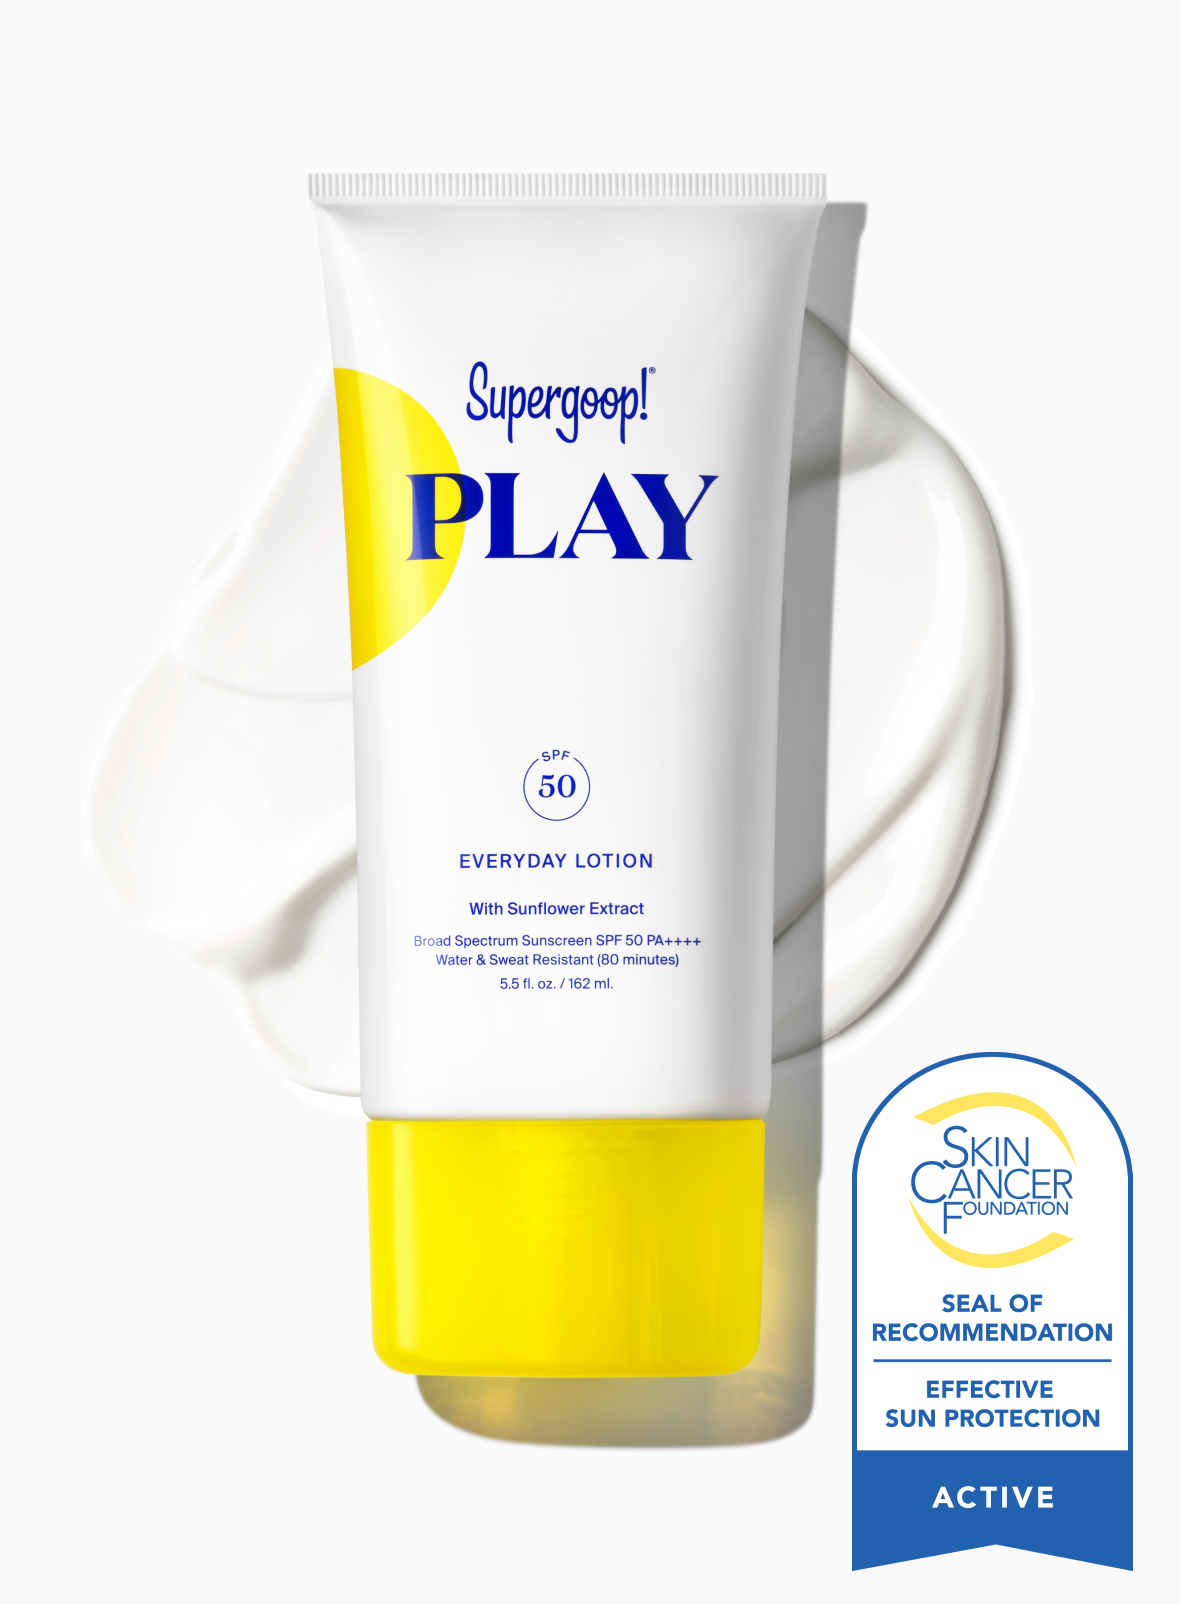 Supergoop!®
PLAY
SPF
50
EVERYDAY LOTION
With Sunflower Extract
Broad Spectrum Sunscreen SPF 50 PA++++
Water & Sweat Resistant (80 minutes)
5.5 fl. oz. / 162 ml.
SKIN
CANCER
FOUNDATION
SEAL OF
RECOMMENDATION
EFFECTIVE
SUN PROTECTION
ACTIVE